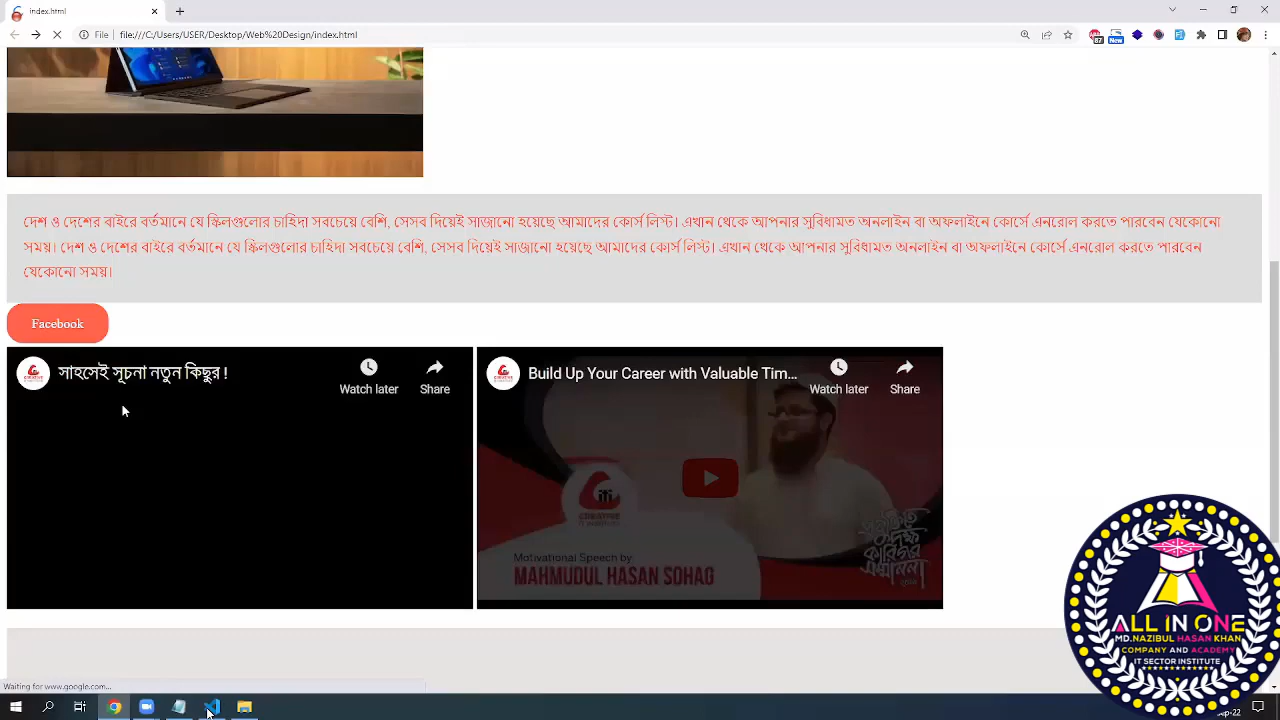 index.html
File
file:///C:/Users/USER/Desktop/Web%20Design/index.html
87
New
দেশ ও দেশের বাইরে বর্তমানে যে স্কিলগুলোর চাহিদা সবচেয়ে বেশি, সেসব দিয়েই সাজানো হয়েছে আমাদের কোর্স লিস্ট। এখান থেকে আপনার সুবিধামত অনলাইন বা অফলাইনে কোর্সে এনরোল করতে পারবেন যেকোনো
সময়। দেশ ও দেশের বাইরে বর্তমানে যে স্কিলগুলোর চাহিদা সবচেয়ে বেশি, সেসব দিয়েই সাজানো হয়েছে আমাদের কোর্স লিস্ট। এখান থেকে আপনার সুবিধামত অনলাইন বা অফলাইনে কোর্সে এনরোল করতে পারবেন
যেকোনো সময়।
Facebook
সাহসেই সূচনা নতুন কিছুর !
Watch later
Share
Build Up Your Career with Valuable Tim...
Watch later
Share
CREATIVE
Motivational Speech by:
MAHMUDUL HASAN SOHAG
ALL IN ONE
MD.NAZIBUL HASAN KHAN
COMPANY AND ACADEMY
IT SECTOR INSTITUTE
Waiting for www.google.com...